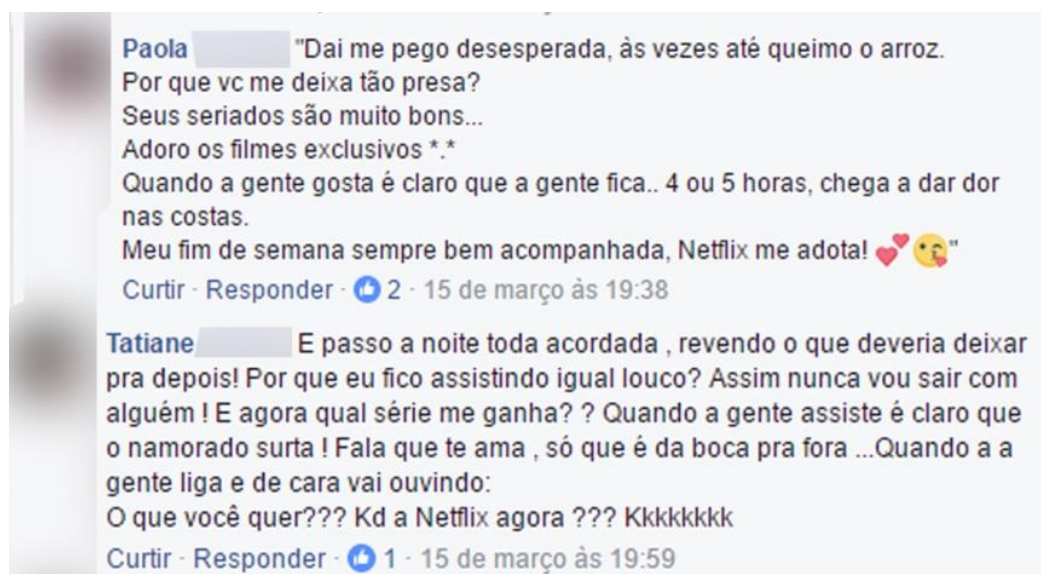 Paola "Dai me pego desesperada, às vezes até queimo o arroz.
Por que vc me deixa tão presa?
Seus seriados são muito bons...
Adoro os filmes exclusivos *.*
Quando a gente gosta é claro que a gente fica.. 4 ou 5 horas, chega a dar dor
nas costas.
Meu fim de semana sempre bem acompanhada, Netflix me adota! 💕😘"
Curtir · Responder · 2 · 15 de março às 19:38
Tatiane E passo a noite toda acordada , revendo o que deveria deixar
pra depois! Por que eu fico assistindo igual louco? Assim nunca vou sair com
alguém ! E agora qual série me ganha? ? Quando a gente assiste é claro que
o namorado surta ! Fala que te ama , só que é da boca pra fora ...Quando a a
gente liga e de cara vai ouvindo:
O que você quer??? Kd a Netflix agora ??? Kkkkkkkk
Curtir · Responder · 1 · 15 de março às 19:59